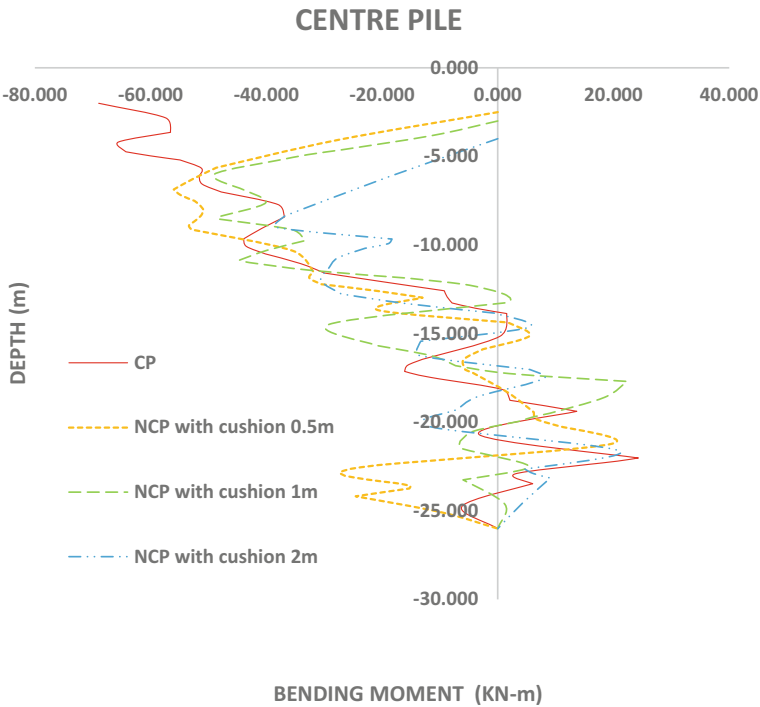 CENTRE PILE
0.000
-80.000 -60.000 -40.000 -20.000 0.000 20.000 40.000
-5.000
-10.000
-15.000
-20.000
-25.000
-30.000
DEPTH (m)
CP
NCP with cushion 0.5m
NCP with cushion 1m
NCP with cushion 2m
BENDING MOMENT (KN-m)